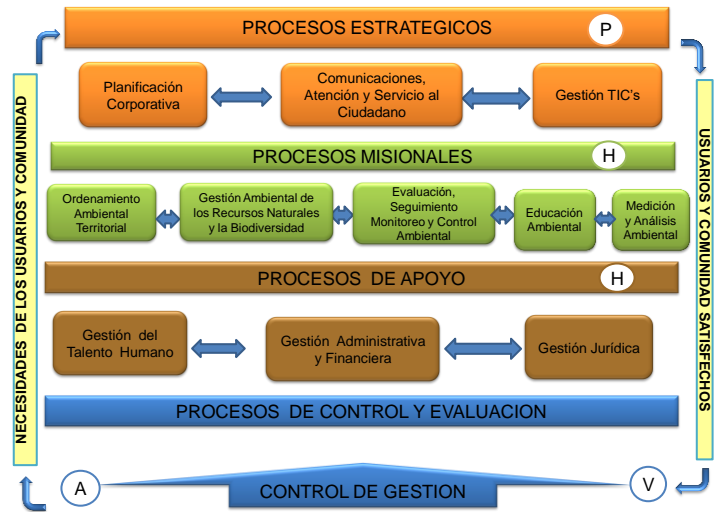 PROCESOS ESTRATEGICOS
P
Planificación
Corporativa
Comunicaciones,
Atención y Servicio al
Ciudadano
Gestión TIC's
PROCESOS MISIONALES
H
Ordenamiento
Ambiental
Territorial
Gestión Ambiental de
los Recursos Naturales
y la Biodiversidad
Evaluación,
Seguimiento
Monitoreo y Control
Ambiental
Educación
Ambiental
Medición
y Análisis
Ambiental
PROCESOS DE APOYO
H
Gestión del
Talento Humano
Gestión Administrativa
y Financiera
Gestión Jurídica
PROCESOS DE CONTROL Y EVALUACION
A
CONTROL DE GESTION
V
NECESIDADES DE LOS USUARIOS Y COMUNIDAD
USUARIOS Y COMUNIDAD SATISFECHOS